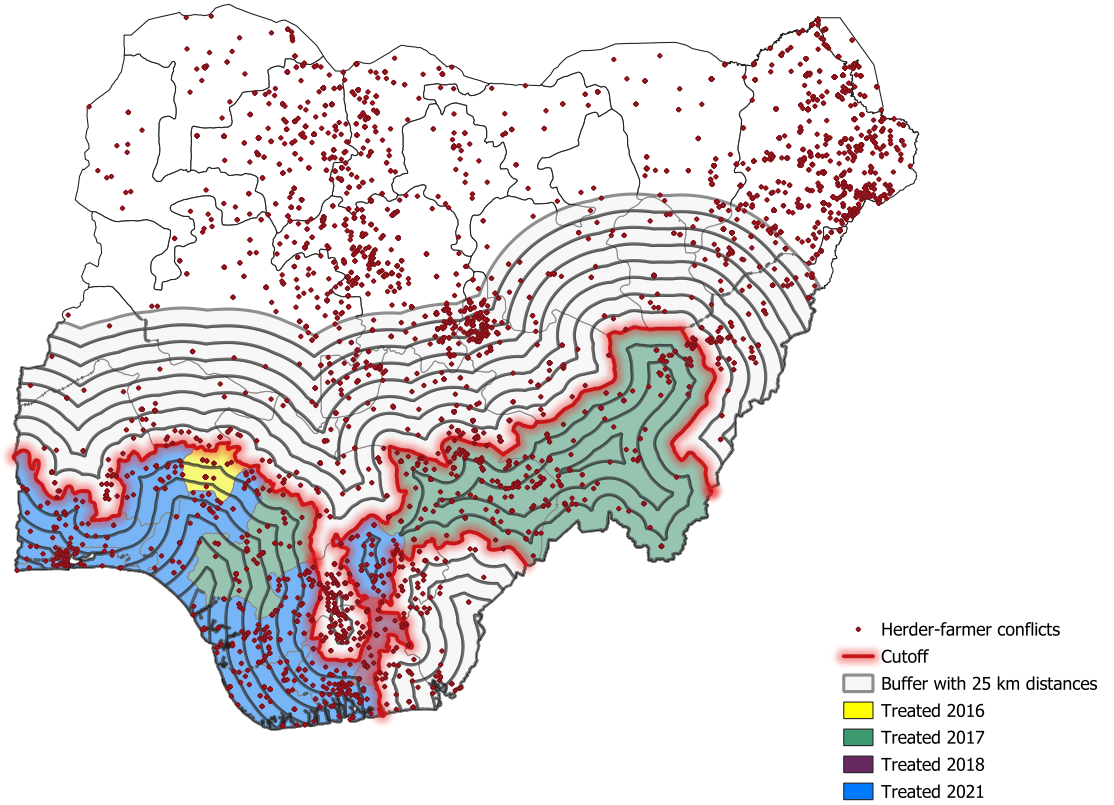 Herder-farmer conflicts
Cutoff
Buffer with 25 km distances
Treated 2016
Treated 2017
Treated 2018
Treated 2021